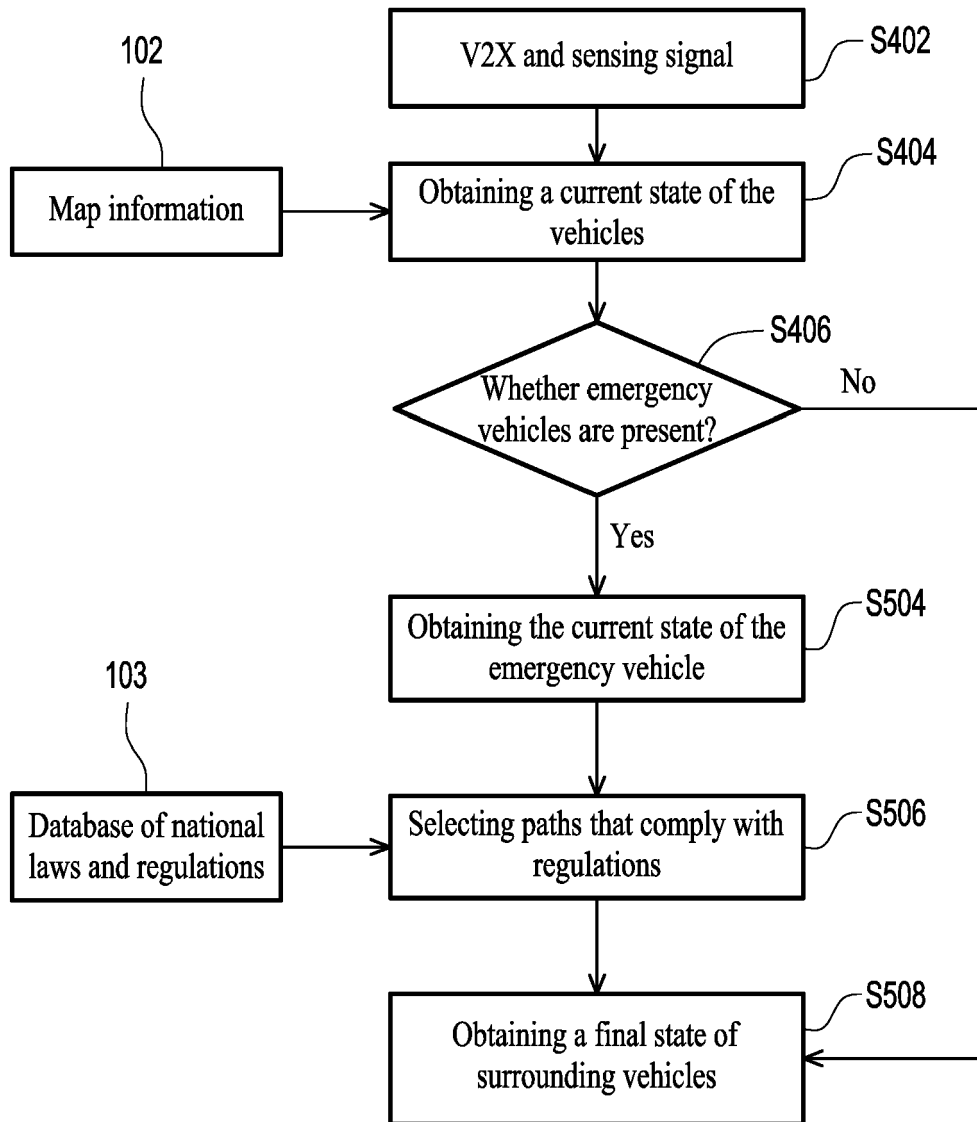 V2X and sensing signal
S402
102
Map information
Obtaining a current state of the
vehicles
S404
Whether emergency
vehicles are present?
S406
No
Yes
Obtaining the current state of the
emergency vehicle
S504
103
Database of national
laws and regulations
Selecting paths that comply with
regulations
S506
Obtaining a final state of
surrounding vehicles
S508